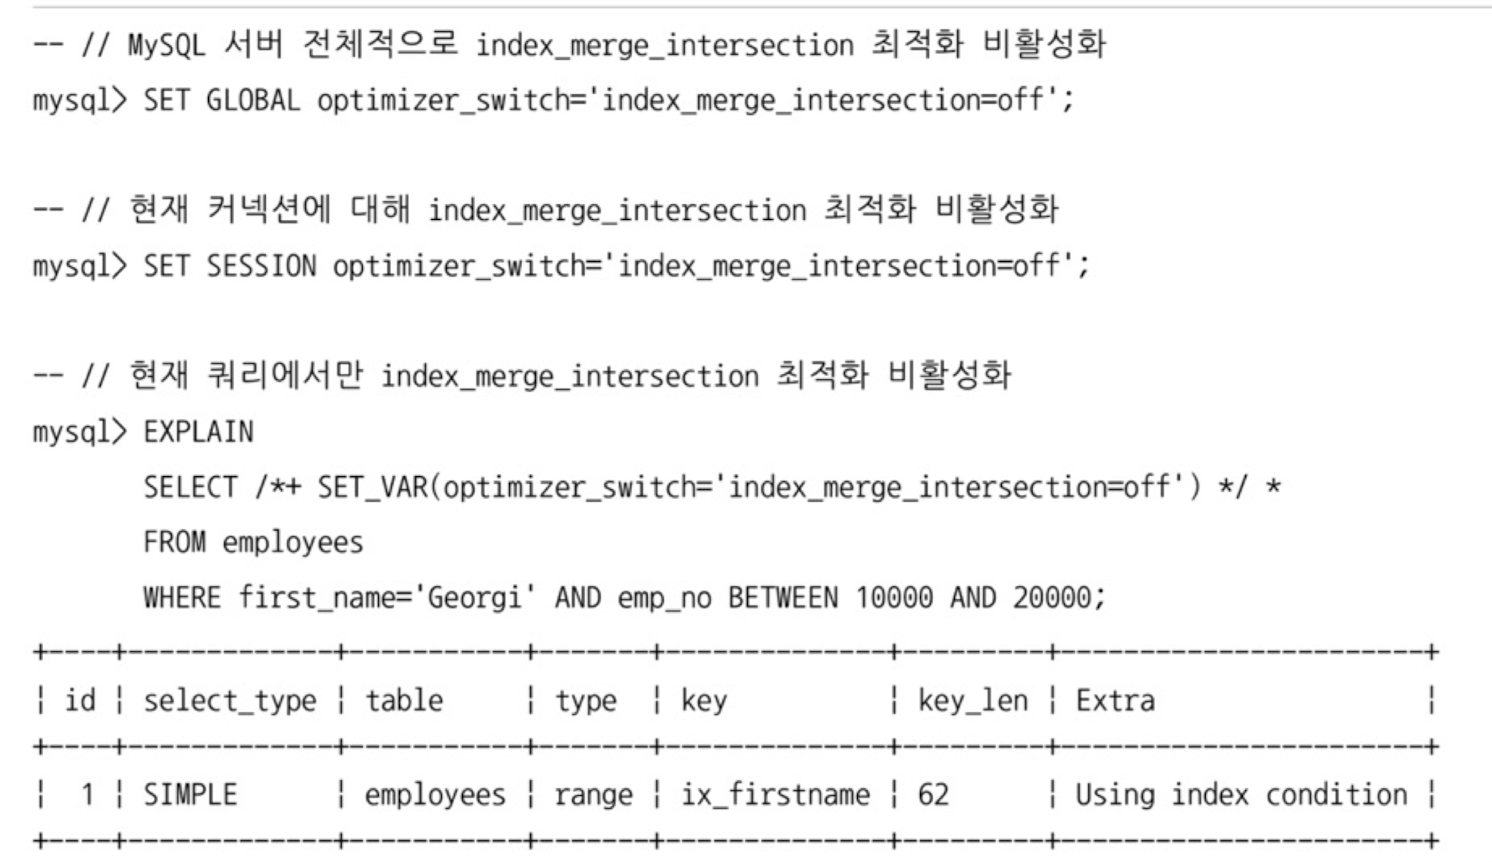 -- // MySQL 서버 전체적으로 index_merge_intersection 최적화 비활성화
mysql> SET GLOBAL optimizer_switch='index_merge_intersection=off';
-- // 현재 커넥션에 대해 index_merge_intersection 최적화 비활성화
mysql> SET SESSION optimizer_switch='index_merge_intersection=off';
-- // 현재 쿼리에서만 index_merge_intersection 최적화 비활성화
mysql> EXPLAIN
SELECT /*+ SET_VAR(optimizer_switch='index_merge_intersection=off') */ *
FROM employees
WHERE first_name='Georgi' AND emp_no BETWEEN 10000 AND 20000;
+----+-------------+-----------+-------+--------------+---------+-----------------------+
| id | select_type | table     | type  | key          | key_len | Extra                 |
+----+-------------+-----------+-------+--------------+---------+-----------------------+
|  1 | SIMPLE      | employees | range | ix_firstname | 62      | Using index condition |
+----+-------------+-----------+-------+--------------+---------+-----------------------+